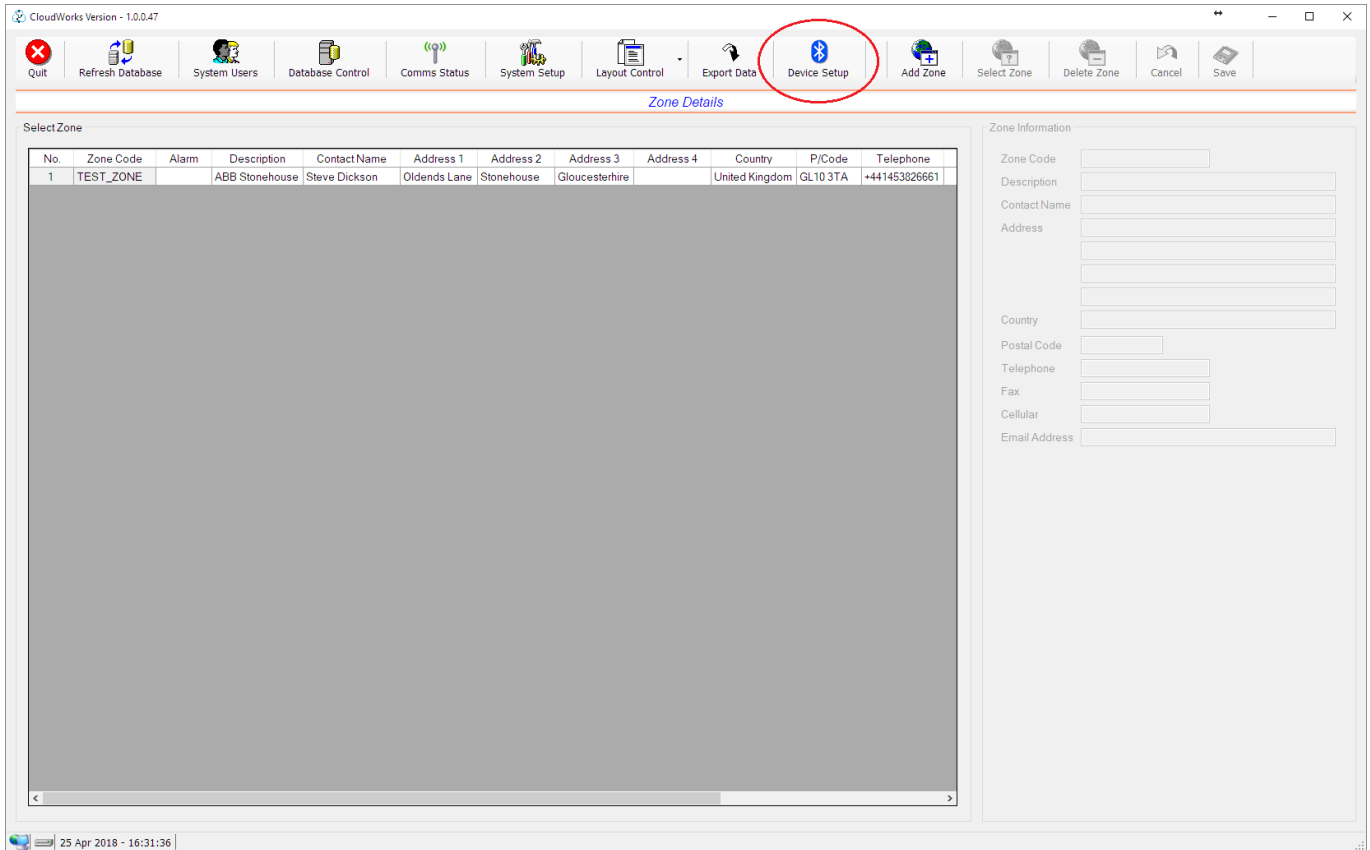 CloudWorks Version - 1.0.0.47
Quit Refresh Database System Users Database Control Comms Status System Setup Layout Control Export Data Device Setup Add Zone Select Zone Delete Zone Cancel Save
Zone Details
Select Zone
No. Zone Code Alarm Description Contact Name Address 1 Address 2 Address 3 Address 4 Country P/Code Telephone
1 TEST_ZONE ABB Stonehouse Steve Dickson Oldends Lane Stonehouse Gloucesterhire United Kingdom GL10 3TA +441453826661
Zone Information
Zone Code
Description
Contact Name
Address
Country
Postal Code
Telephone
Fax
Cellular
Email Address
25 Apr 2018 - 16:31:36